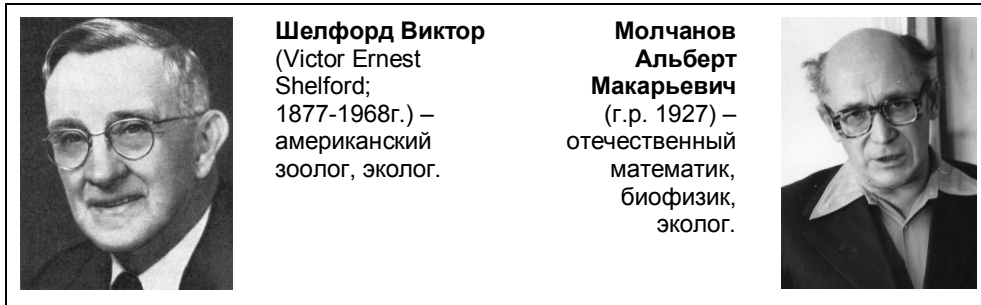 Шелфорд Виктор
(Victor Ernest
Shelford;
1877-1968г.) –
американский
зоолог, эколог.
Молчанов
Альберт
Макарьевич
(г.р. 1927) –
отечественный
математик,
биофизик,
эколог.